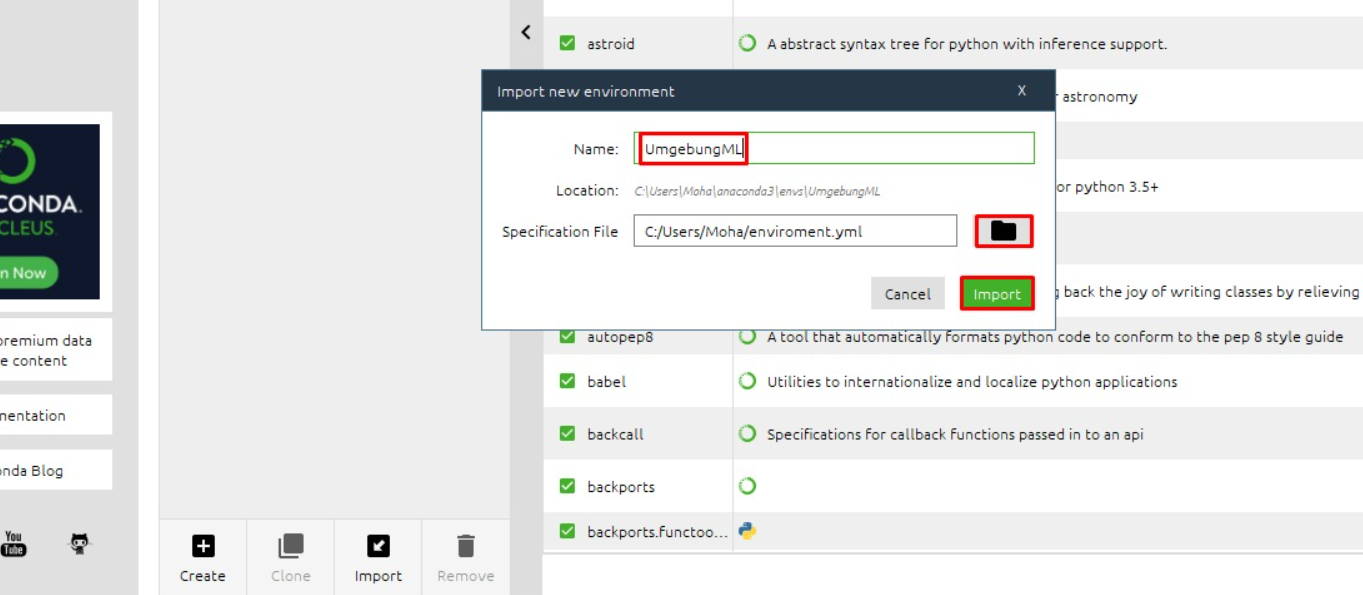 astroid A abstract syntax tree for python with inference support.
Import new environment X
astronomy
Name: UmgebungML
Location: C:\Users\Moha\anaconda3\envs\UmgebungML
or python 3.5+
Specification File C:/Users/Moha/enviroment.yml
CONDA.
CLEUS.
n Now
Cancel Import
back the joy of writing classes by relieving
premium data
e content
autopep8 A tool that automatically formats python code to conform to the pep 8 style guide
babel Utilities to internationalize and localize python applications
mentation
backcall Specifications for callback functions passed in to an api
onda Blog
backports
backports.functoo...
You
Tube
Create Clone Import Remove